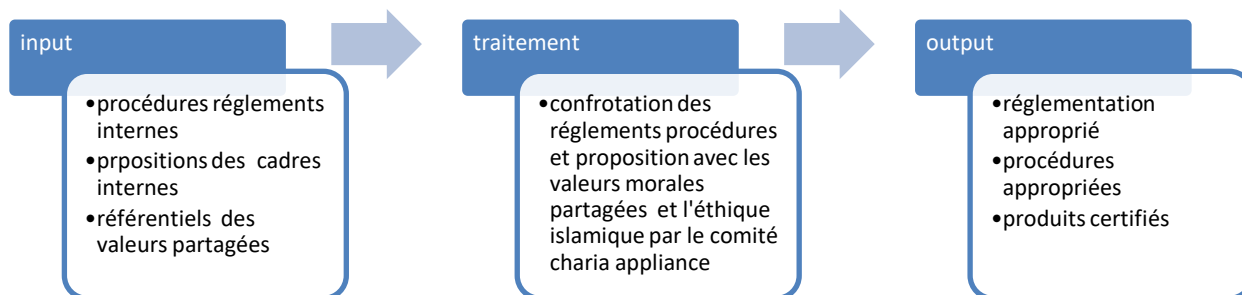 input
•procédures réglements
internes
•prpositions des cadres
internes
•référentiels des
valeurs partagées
traitement
•confrotation des
réglements procédures
et proposition avec les
valeurs morales
partagées et l'éthique
islamique par le comité
charia appliance
output
•réglementation
approprié
•procédures
appropriées
•produits certifiés